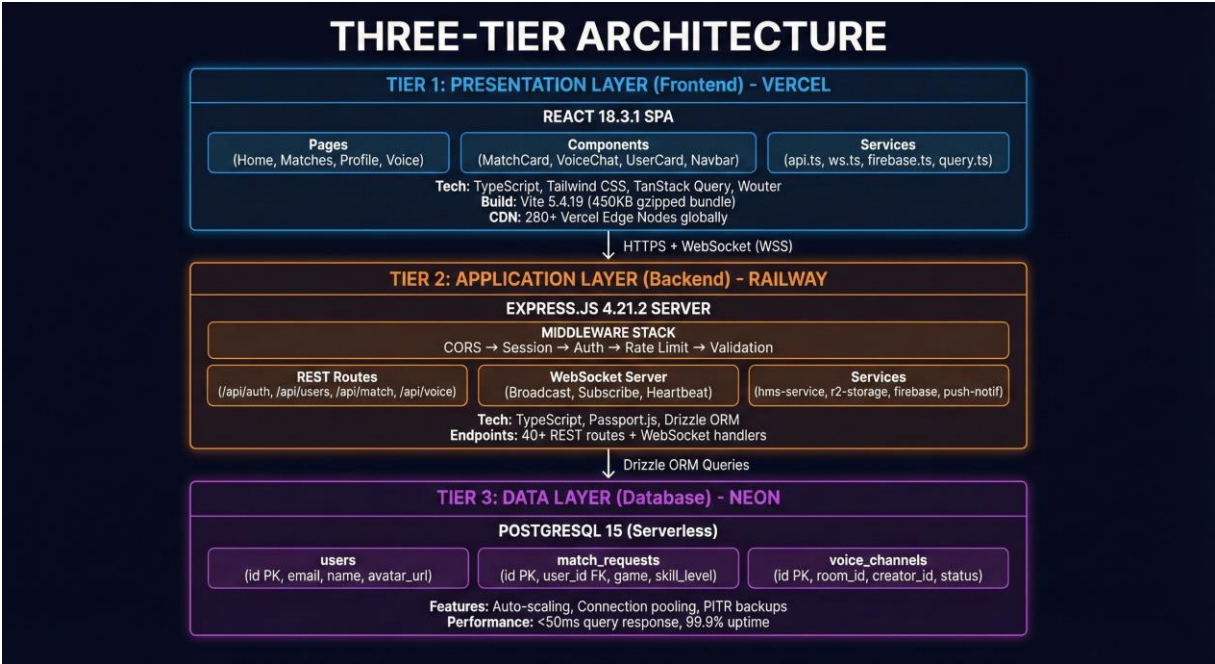 THREE-TIER ARCHITECTURE
TIER 1: PRESENTATION LAYER (Frontend) - VERCEL
REACT 18.3.1 SPA
Pages
(Home, Matches, Profile, Voice)
Components
(MatchCard, VoiceChat, UserCard, Navbar)
Services
(api.ts, ws.ts, firebase.ts, query.ts)
Tech: TypeScript, Tailwind CSS, TanStack Query, Wouter
Build: Vite 5.4.19 (450KB gzipped bundle)
CDN: 280+ Vercel Edge Nodes globally
HTTPS + WebSocket (WSS)
TIER 2: APPLICATION LAYER (Backend) - RAILWAY
EXPRESS.JS 4.21.2 SERVER
MIDDLEWARE STACK
CORS → Session → Auth → Rate Limit → Validation
REST Routes
(/api/auth, /api/users, /api/match, /api/voice)
WebSocket Server
(Broadcast, Subscribe, Heartbeat)
Services
(hms-service, r2-storage, firebase, push-notif)
Tech: TypeScript, Passport.js, Drizzle ORM
Endpoints: 40+ REST routes + WebSocket handlers
Drizzle ORM Queries
TIER 3: DATA LAYER (Database) - NEON
POSTGRESQL 15 (Serverless)
users
(id PK, email, name, avatar_url)
match_requests
(id PK, user_id FK, game, skill_level)
voice_channels
(id PK, room_id, creator_id, status)
Features: Auto-scaling, Connection pooling, PITR backups
Performance: <50ms query response, 99.9% uptime